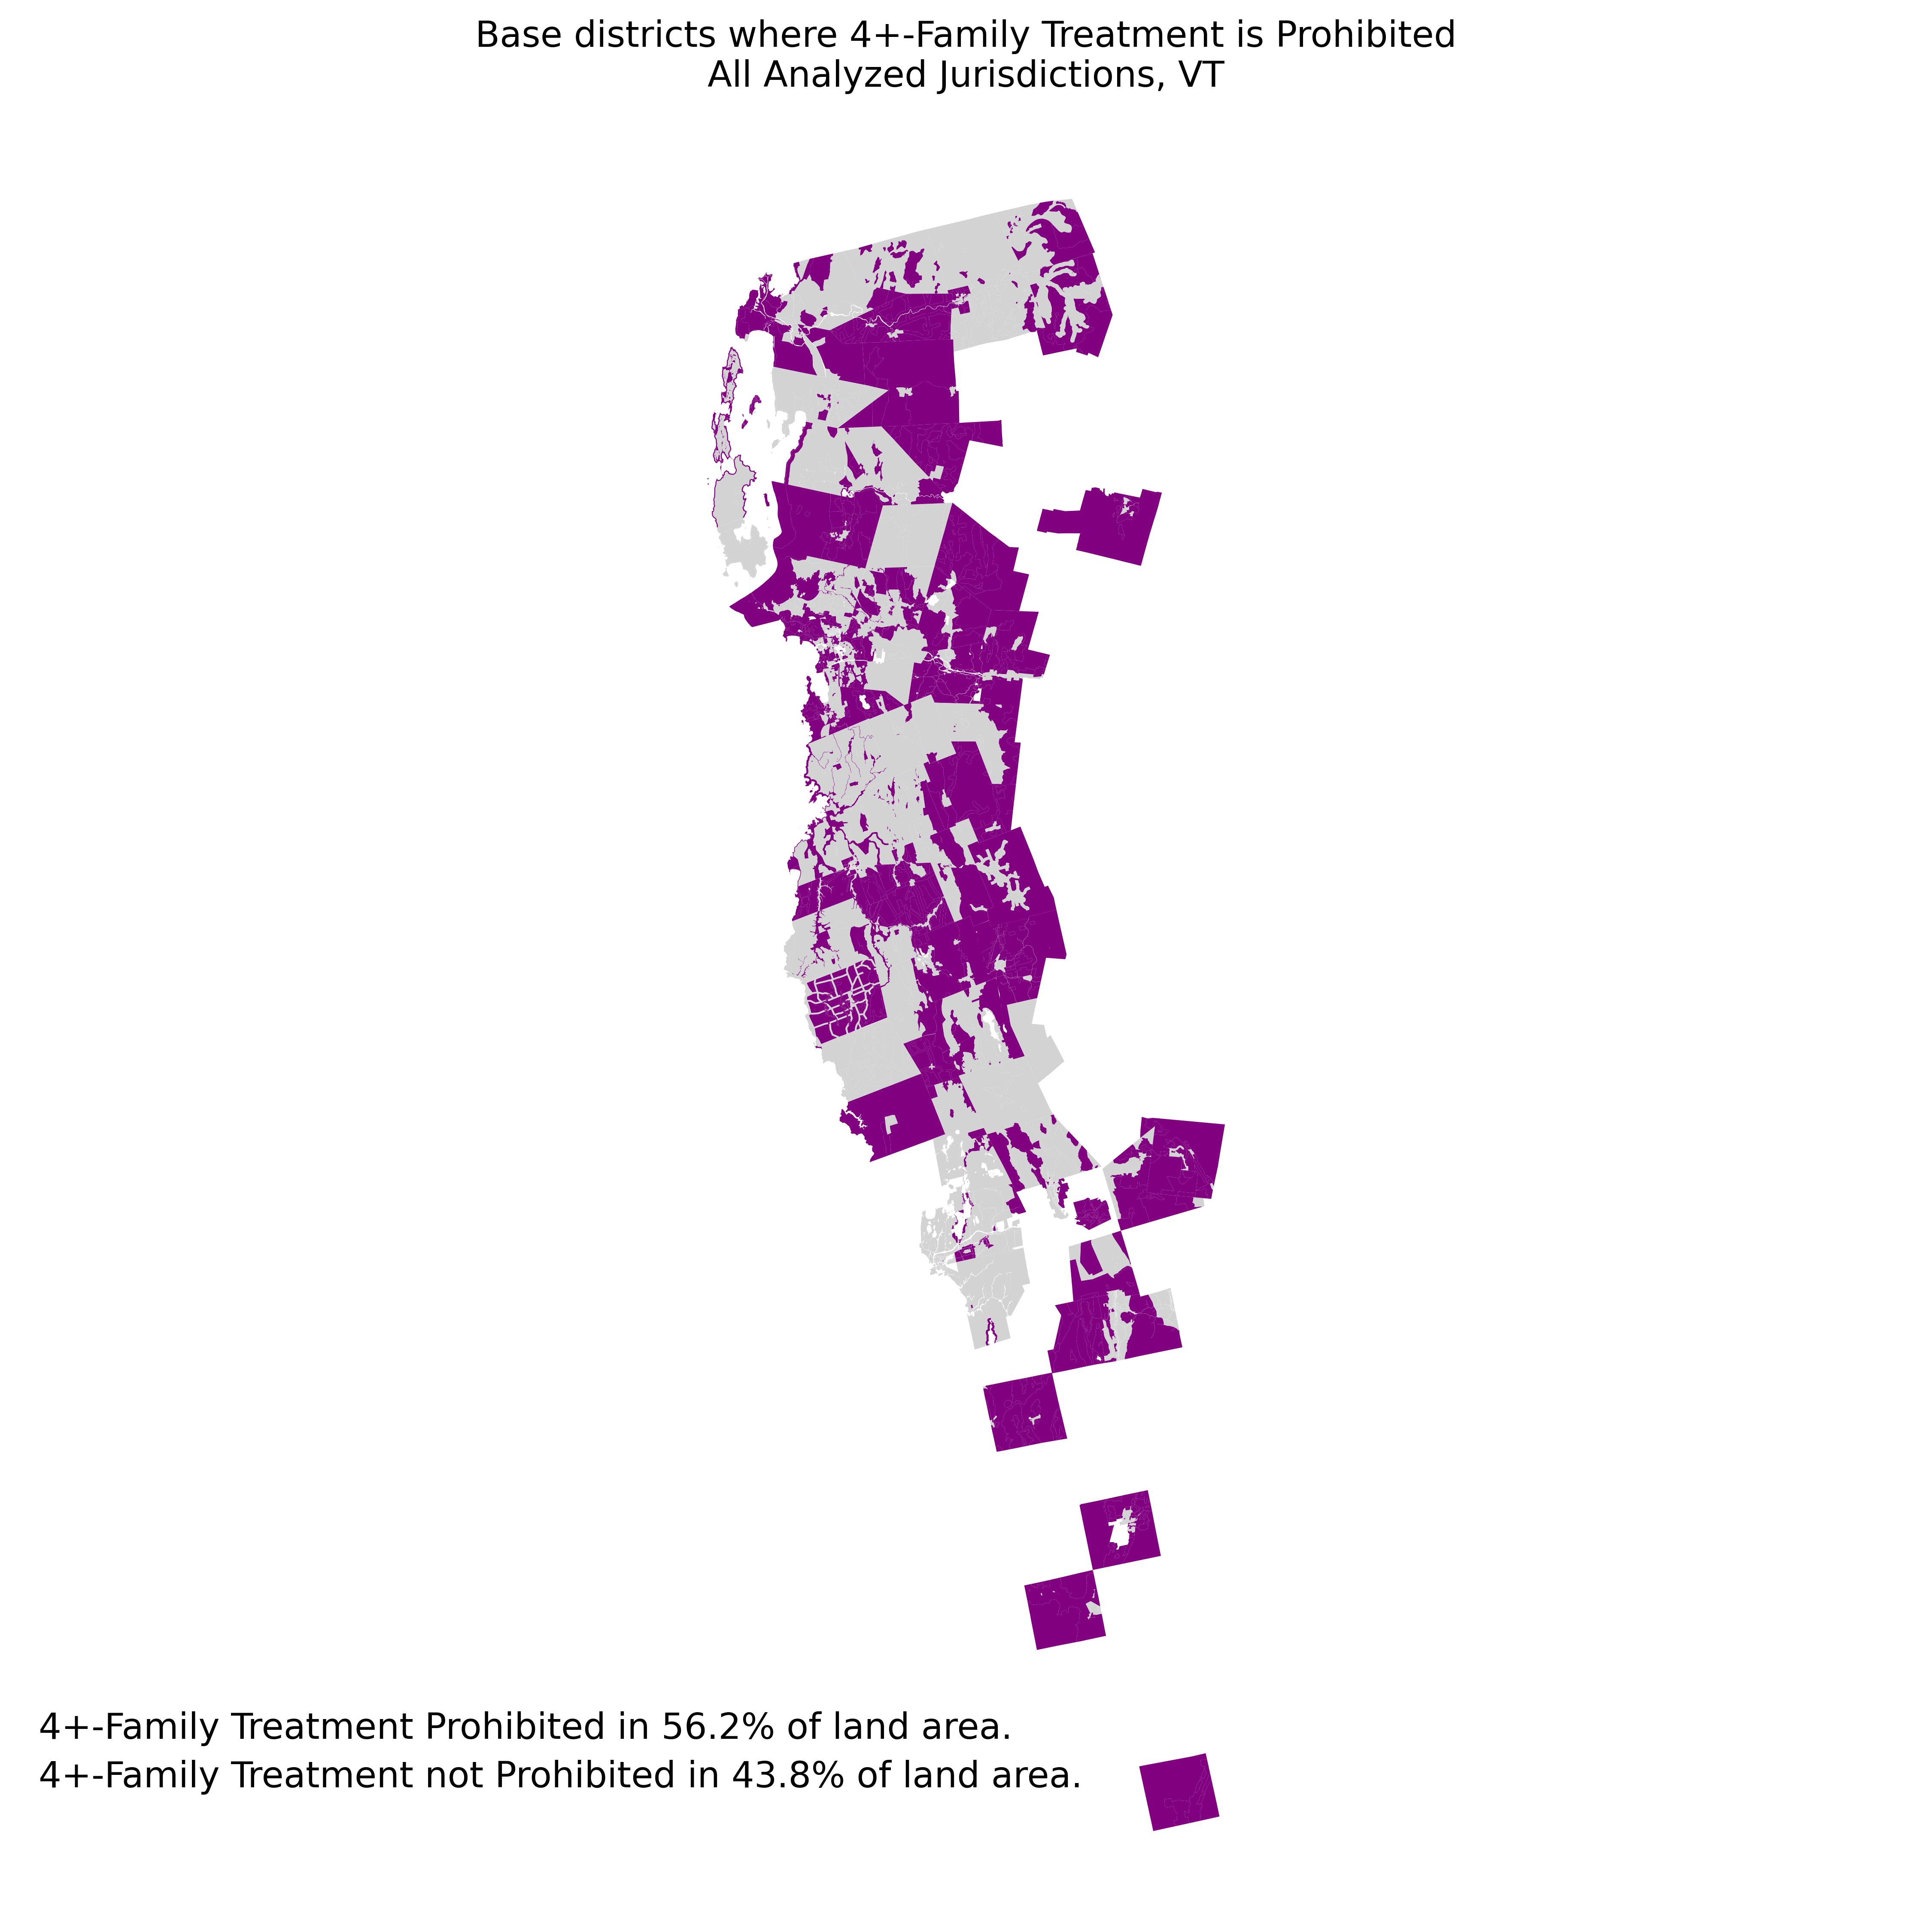 Base districts where 4+-Family Treatment is Prohibited
All Analyzed Jurisdictions, VT
4+-Family Treatment Prohibited in 56.2% of land area.
4+-Family Treatment not Prohibited in 43.8% of land area.